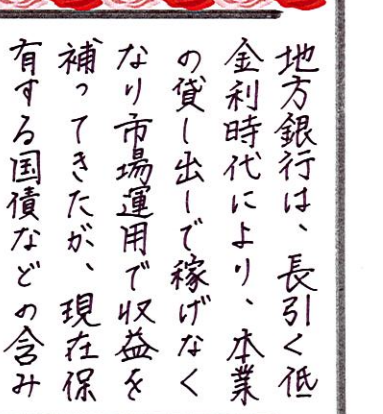 地方銀行は、長引く低
金利時代により、本業
の貸し出しで稼げなく
なり市場運用で収益を
補ってきたが、現在保
有する国債などの含み